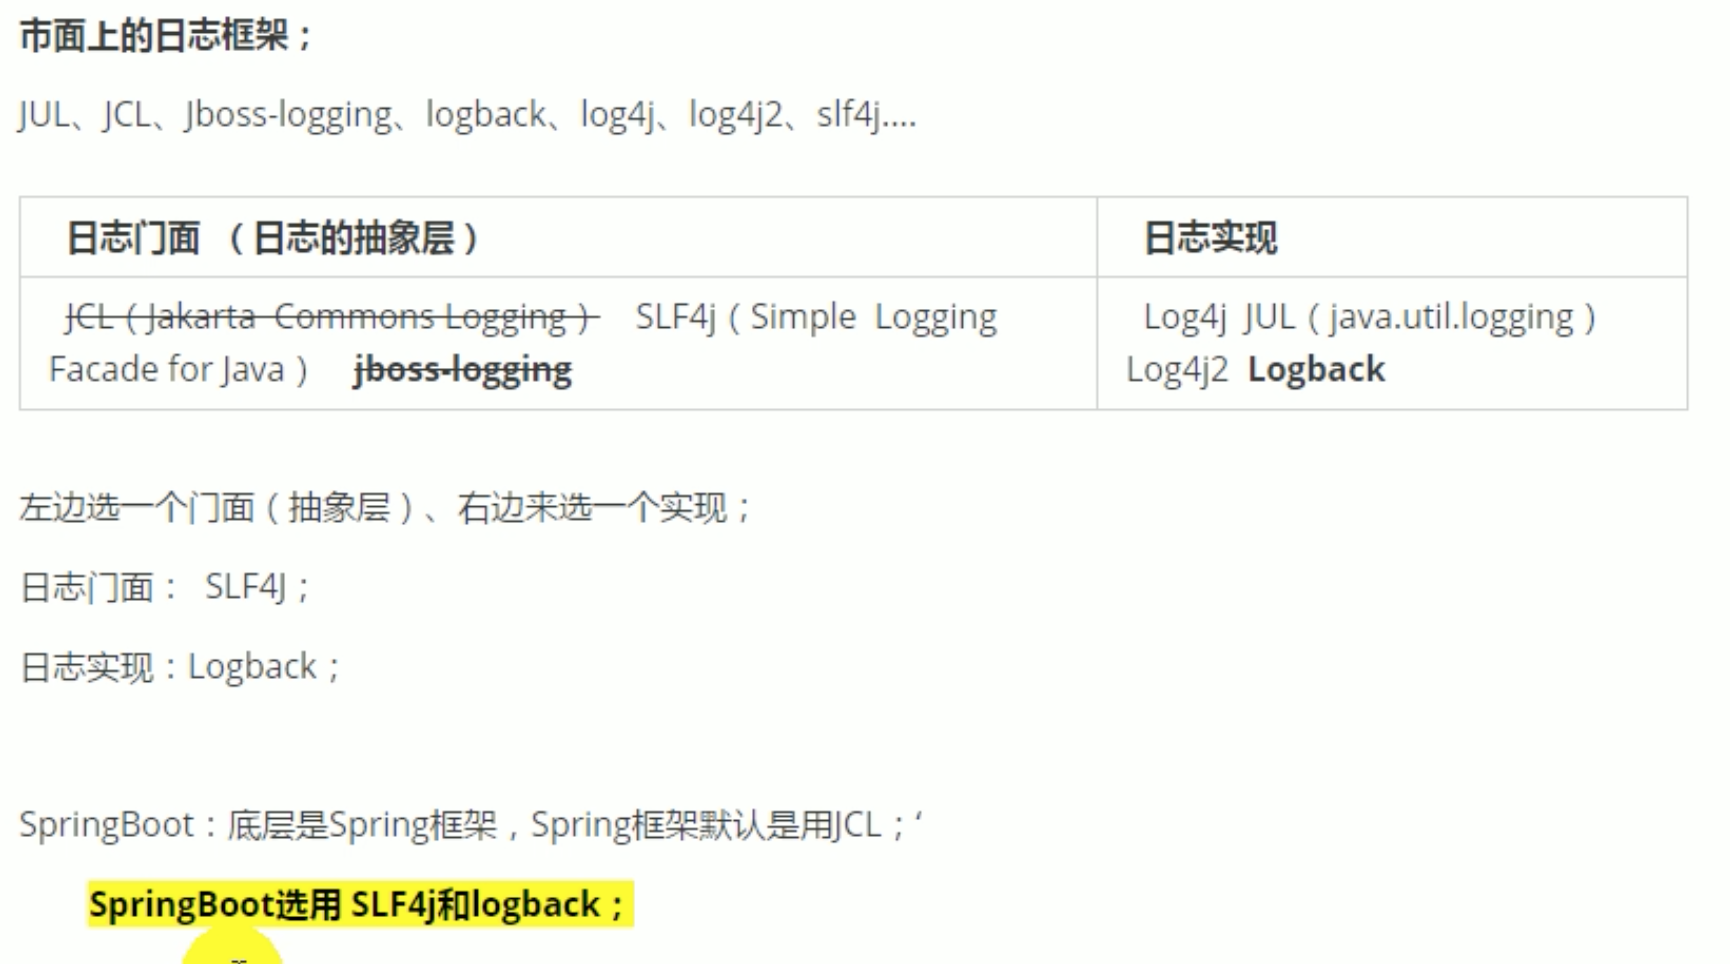 市面上的日志框架；
JUL、JCL、Jboss-logging、logback、log4j、log4j2、slf4j....
日志门面 （日志的抽象层）
日志实现
JCL（Jakarta Commons Logging） SLF4j（Simple Logging
Facade for Java） jboss-logging
Log4j JUL（java.util.logging）
Log4j2 Logback
左边选一个门面（抽象层）、右边来选一个实现；
日志门面： SLF4J；
日志实现：Logback；
SpringBoot：底层是Spring框架，Spring框架默认是用JCL；‘
SpringBoot选用 SLF4j和logback；